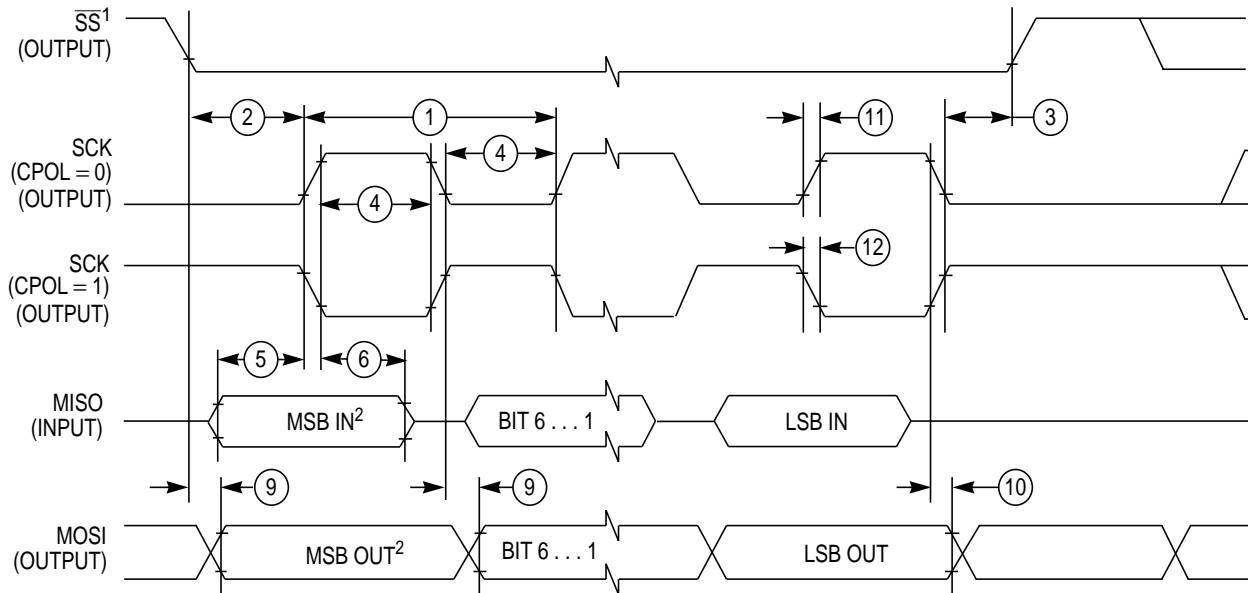 SS¹
(OUTPUT)
2
1
11
3
SCK
(CPOL = 0)
(OUTPUT)
4
4
12
SCK
(CPOL = 1)
(OUTPUT)
5
6
MISO
(INPUT)
MSB IN²
BIT 6 . . . 1
LSB IN
9
9
10
MOSI
(OUTPUT)
MSB OUT²
BIT 6 . . . 1
LSB OUT